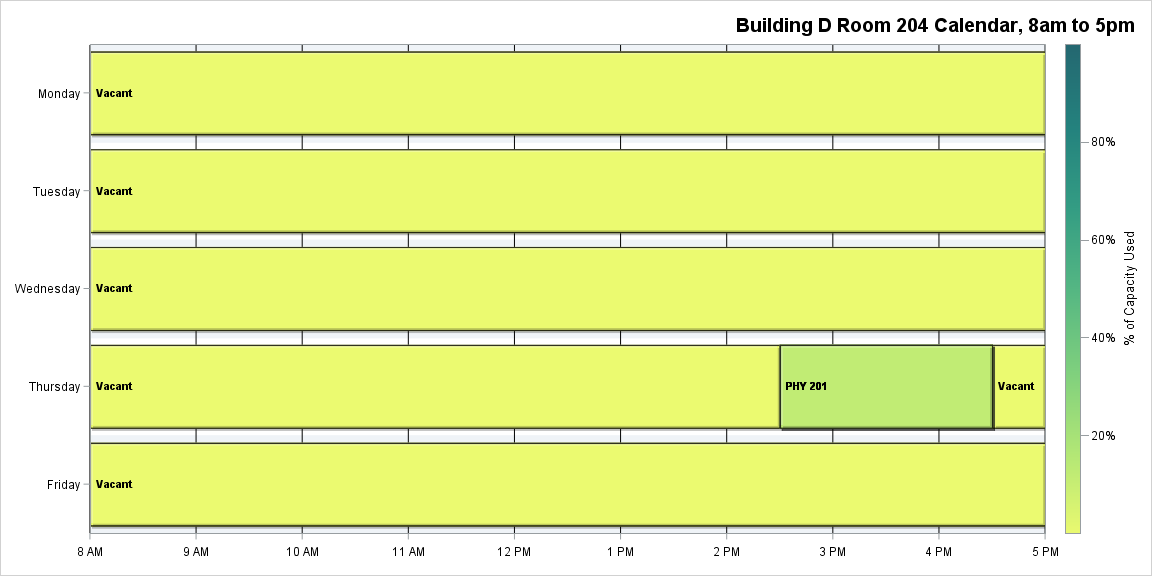 Building D Room 204 Calendar, 8am to 5pm
Monday
Vacant
Tuesday
Vacant
Wednesday
Vacant
Thursday
Vacant
PHY 201
Vacant
Friday
Vacant
8 AM
9 AM
10 AM
11 AM
12 PM
1 PM
2 PM
3 PM
4 PM
5 PM
80%
60%
40%
20%
% of Capacity Used